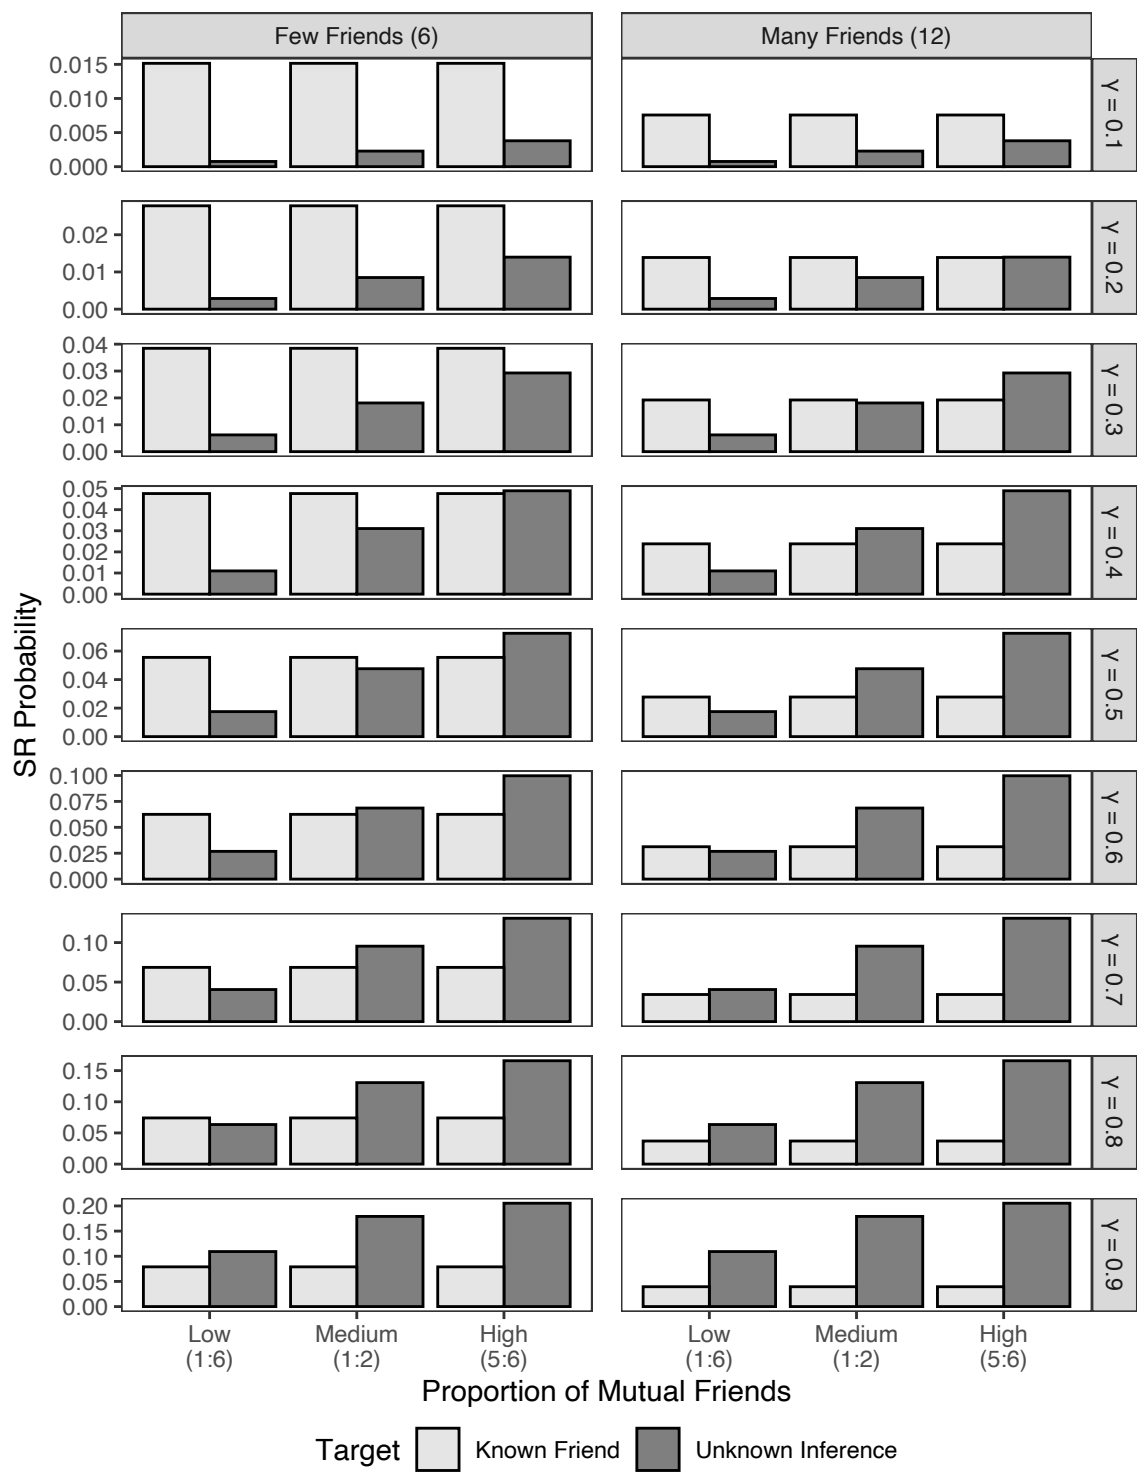 Few Friends (6)
Many Friends (12)
0.015
0.010
0.005
0.000
γ = 0.1
0.02
0.01
0.00
γ = 0.2
0.04
0.03
0.02
0.01
0.00
γ = 0.3
0.05
0.04
0.03
0.02
0.01
0.00
γ = 0.4
SR Probability
0.06
0.04
0.02
0.00
γ = 0.5
0.100
0.075
0.050
0.025
0.000
γ = 0.6
0.10
0.05
0.00
γ = 0.7
0.15
0.10
0.05
0.00
γ = 0.8
0.20
0.15
0.10
0.05
0.00
γ = 0.9
Low Medium High Low Medium High
(1:6) (1:2) (5:6) (1:6) (1:2) (5:6)
Proportion of Mutual Friends
Target Known Friend Unknown Inference